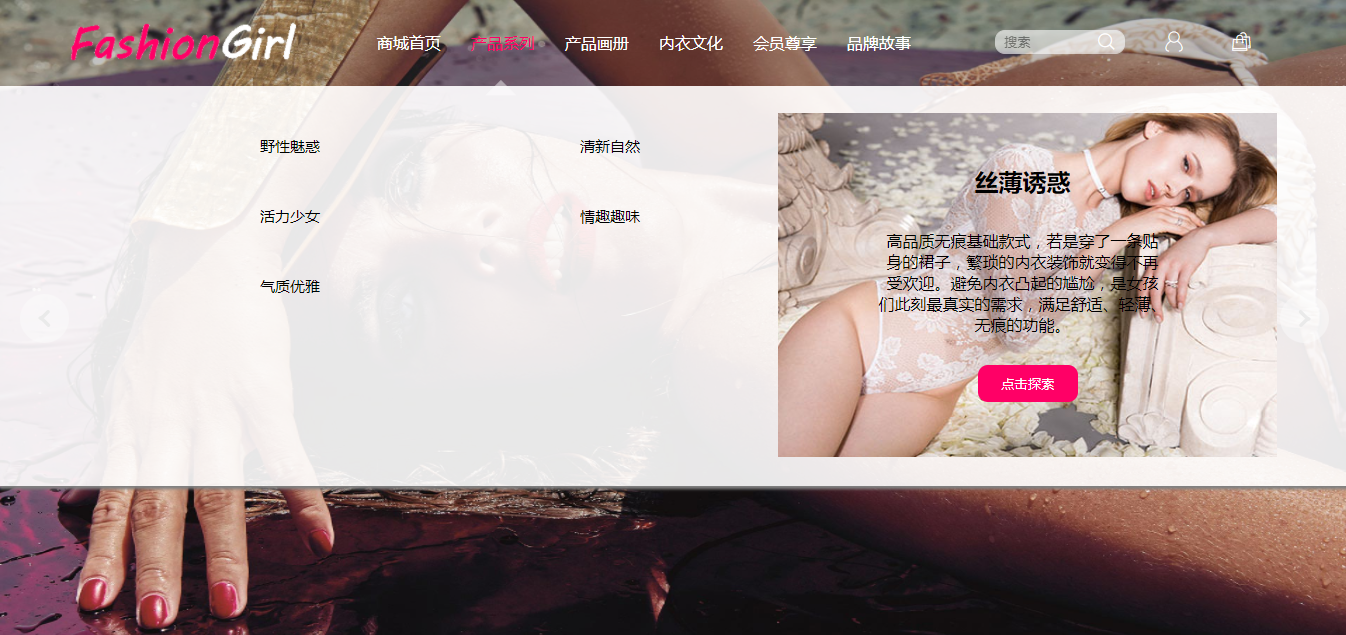 FashionGirl
商城首页 产品系列 产品画册 内衣文化 会员尊享 品牌故事 搜索
野性魅惑 清新自然
活力少女 情趣趣味
气质优雅
丝薄诱惑
高品质无痕基础款式，若是穿了一条贴
身的裙子，繁琐的内衣装饰就变得不再
受欢迎。避免内衣凸起的尴尬，是女孩
们此刻最真实的需求，满足舒适、轻薄、
无痕的功能。
点击探索